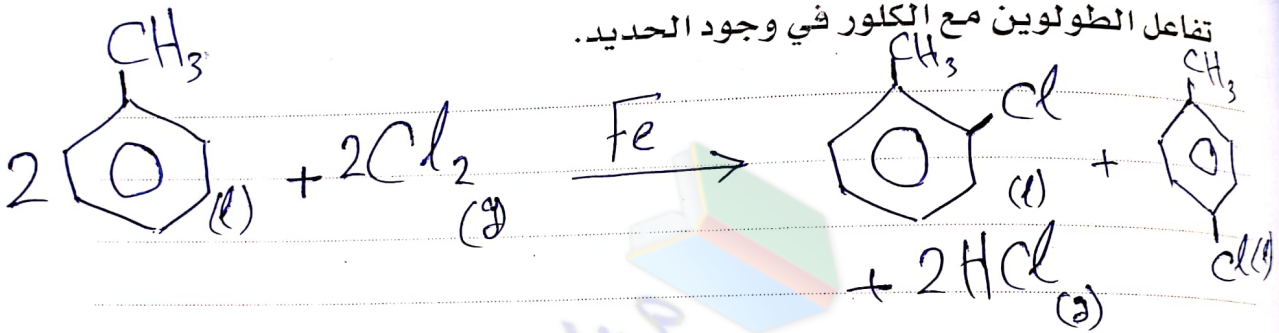 تفاعل الطولوين مع الكلور في وجود الحديد.
CH₃ CH₃ Cl CH₃
2 (l) + 2Cl₂ (g) Fe → (l) + Cl(l)
+ 2HCl (g)